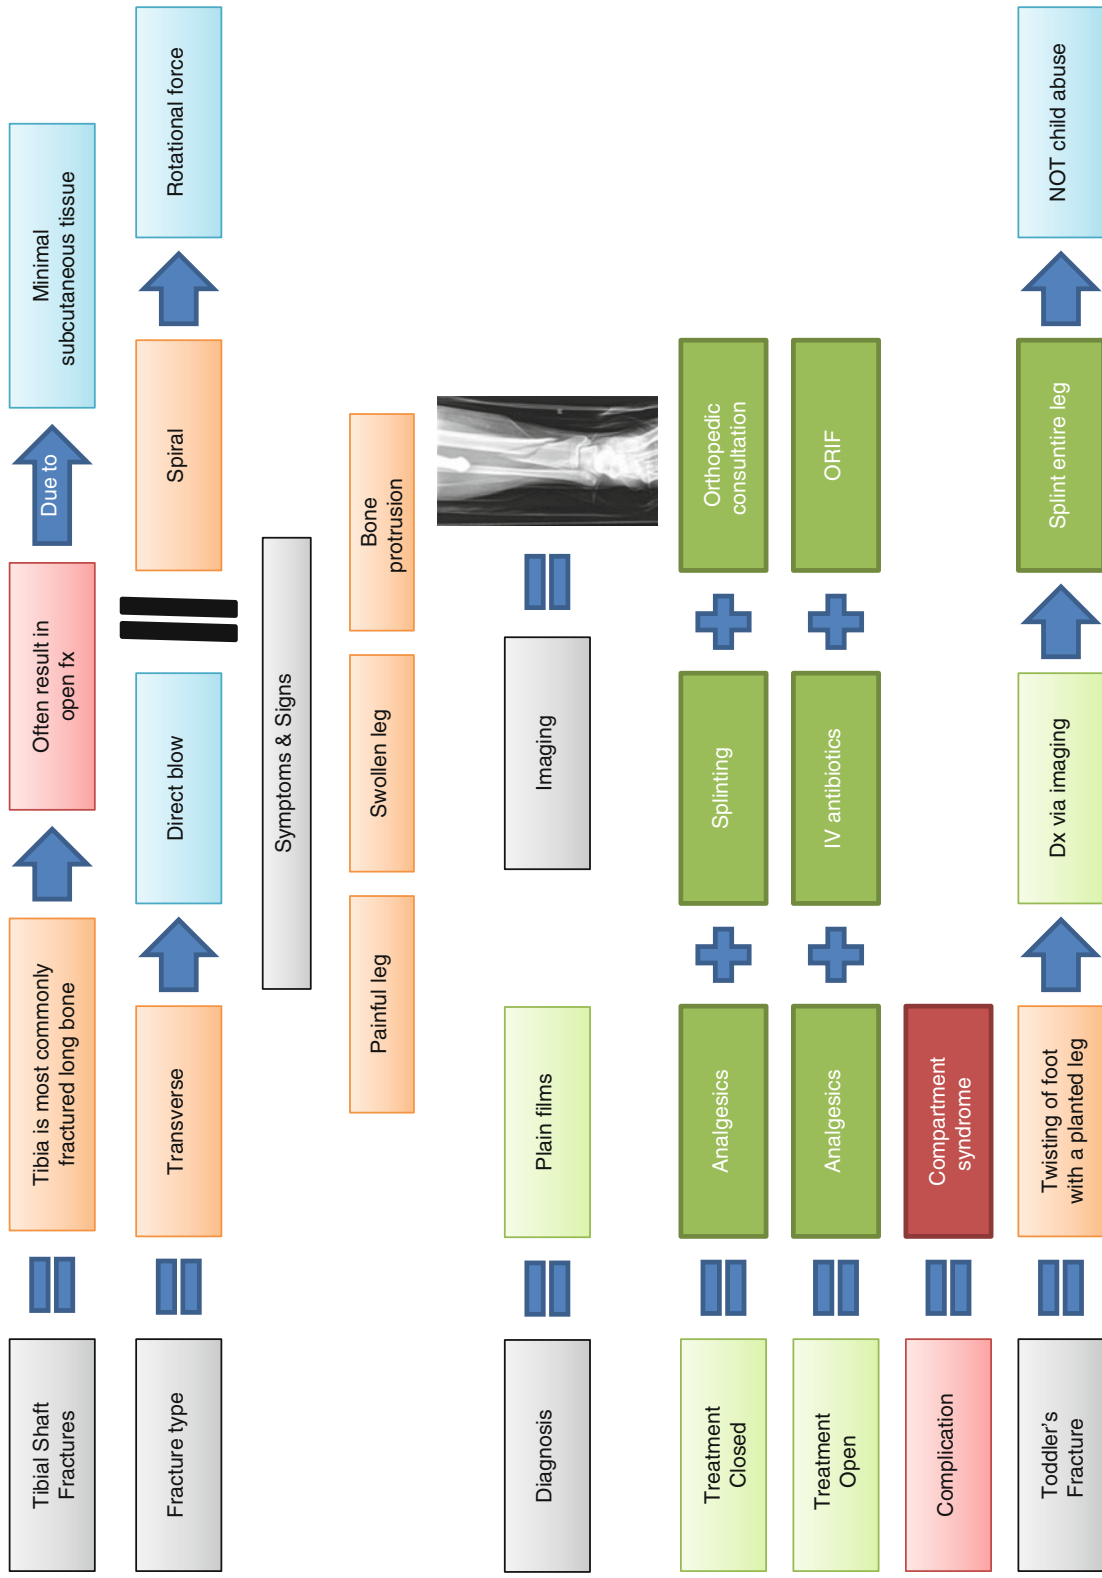 Tibial Shaft
Fractures
Tibia is most commonly
fractured long bone
Often result in
open fx
Due to
Minimal
subcutaneous tissue
Fracture type
Transverse
Direct blow
Spiral
Rotational force
Symptoms & Signs
Painful leg
Swollen leg
Bone
protrusion
Diagnosis
Plain films
Imaging
Treatment
Closed
Analgesics
Splinting
Orthopedic
consultation
Treatment
Open
Analgesics
IV antibiotics
ORIF
Complication
Compartment
syndrome
Toddler's
Fracture
Twisting of foot
with a planted leg
Dx via imaging
Splint entire leg
NOT child abuse